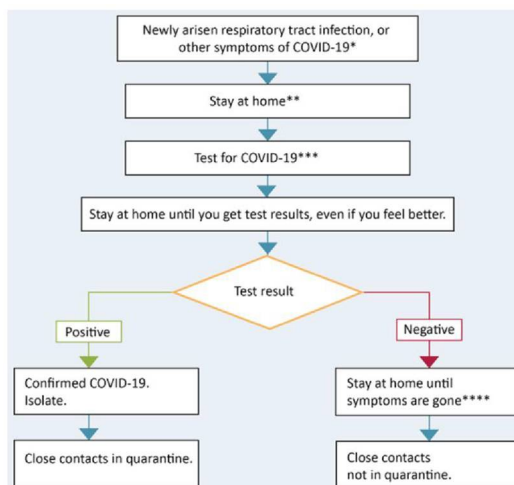 Newly arisen respiratory tract infection, or
other symptoms of COVID-19*
Stay at home**
Test for COVID-19***
Stay at home until you get test results, even if you feel better.
Test result
Positive
Negative
Confirmed COVID-19.
Isolate.
Stay at home until
symptoms are gone****
Close contacts in quarantine.
Close contacts
not in quarantine.